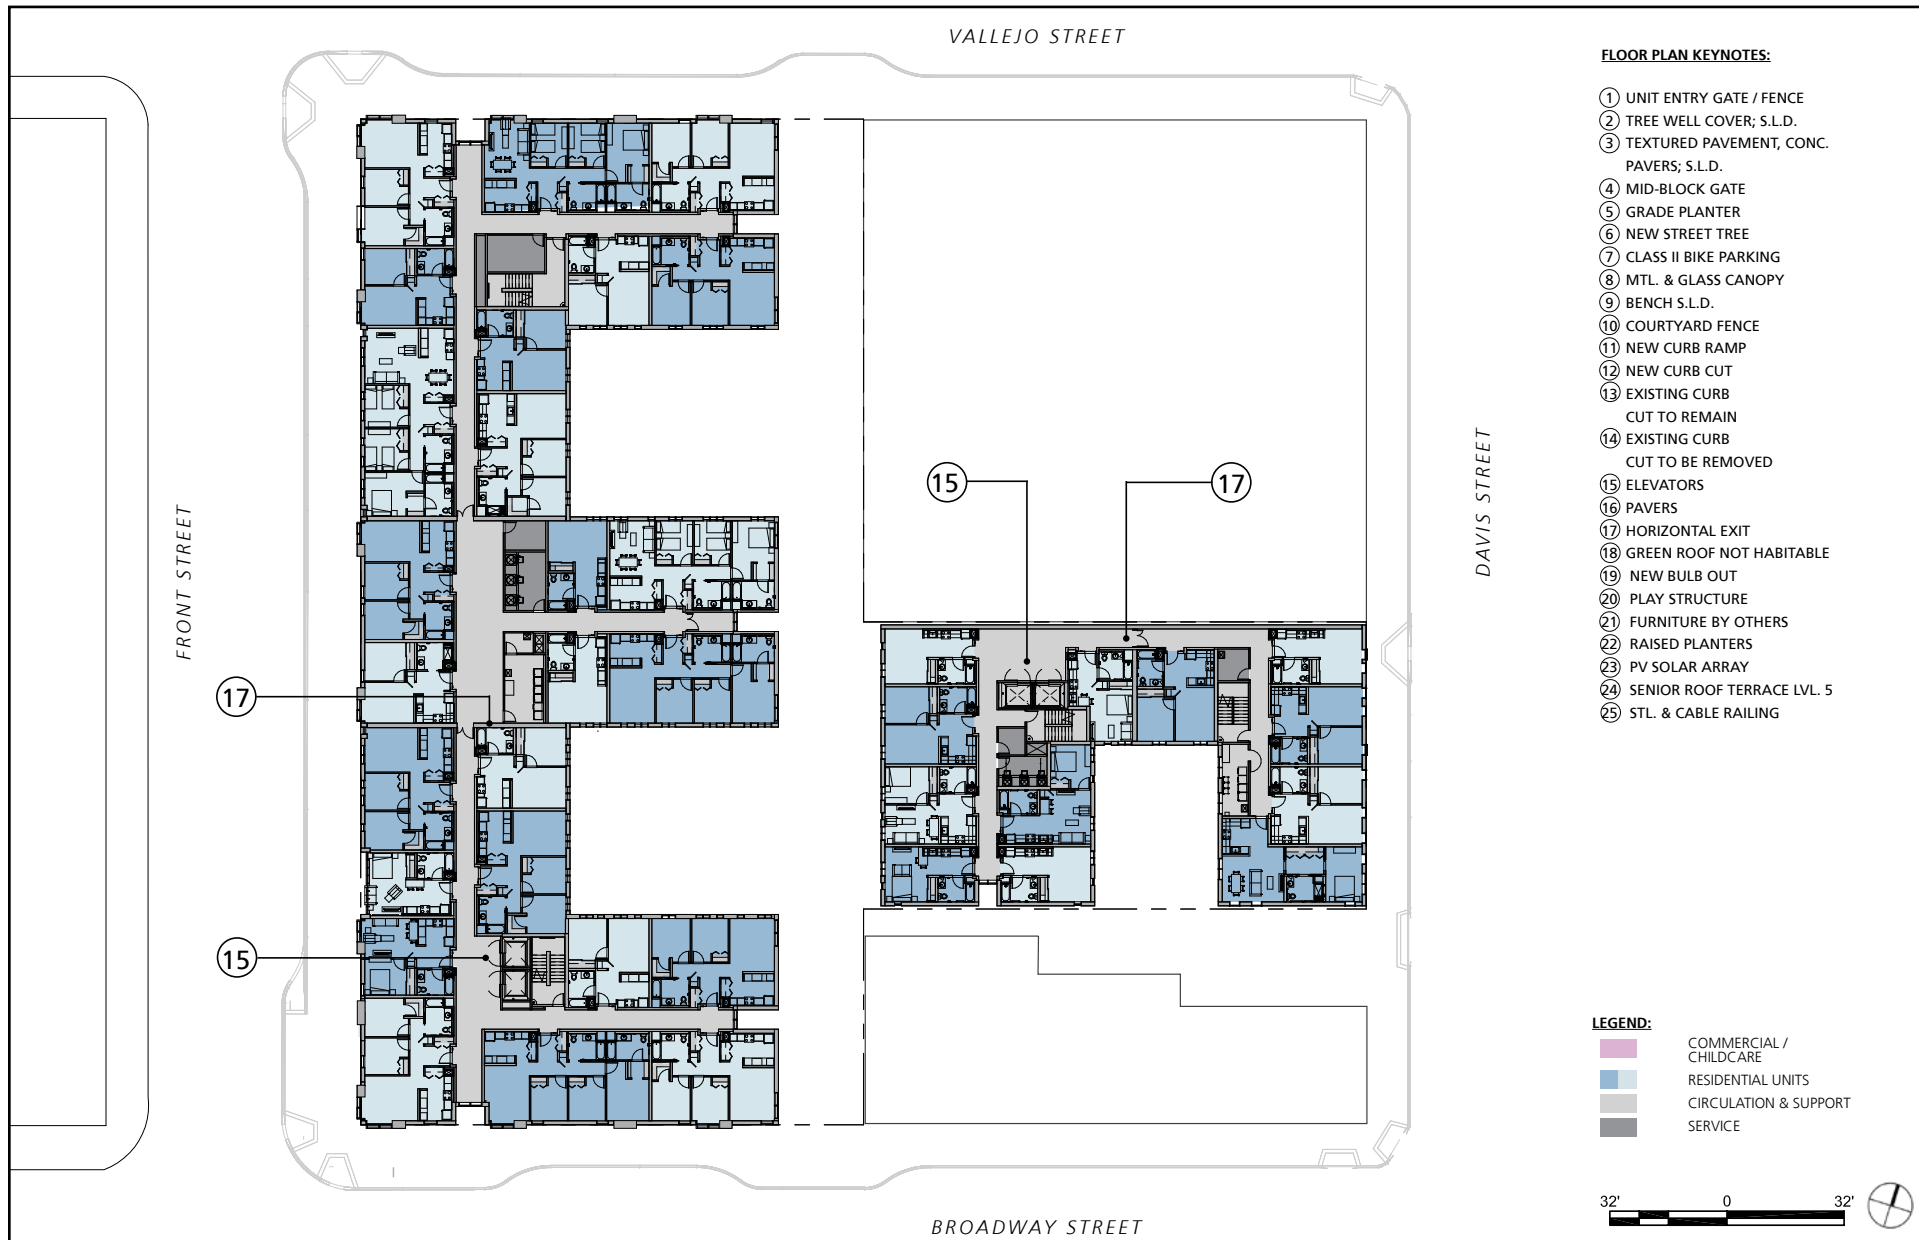 VALLEJO STREET
FLOOR PLAN KEYNOTES:
1 UNIT ENTRY GATE / FENCE
2 TREE WELL COVER; S.L.D.
3 TEXTURED PAVEMENT, CONC.
PAVERS; S.L.D.
4 MID-BLOCK GATE
5 GRADE PLANTER
6 NEW STREET TREE
7 CLASS II BIKE PARKING
8 MTL. & GLASS CANOPY
9 BENCH S.L.D.
10 COURTYARD FENCE
11 NEW CURB RAMP
12 NEW CURB CUT
13 EXISTING CURB
CUT TO REMAIN
14 EXISTING CURB
CUT TO BE REMOVED
15 ELEVATORS
16 PAVERS
17 HORIZONTAL EXIT
18 GREEN ROOF NOT HABITABLE
19 NEW BULB OUT
20 PLAY STRUCTURE
21 FURNITURE BY OTHERS
22 RAISED PLANTERS
23 PV SOLAR ARRAY
24 SENIOR ROOF TERRACE LVL. 5
25 STL. & CABLE RAILING
15
17
DAVIS STREET
FRONT STREET
17
15
LEGEND:
COMMERCIAL /
CHILDCARE
RESIDENTIAL UNITS
CIRCULATION & SUPPORT
SERVICE
32' 0 32'
BROADWAY STREET